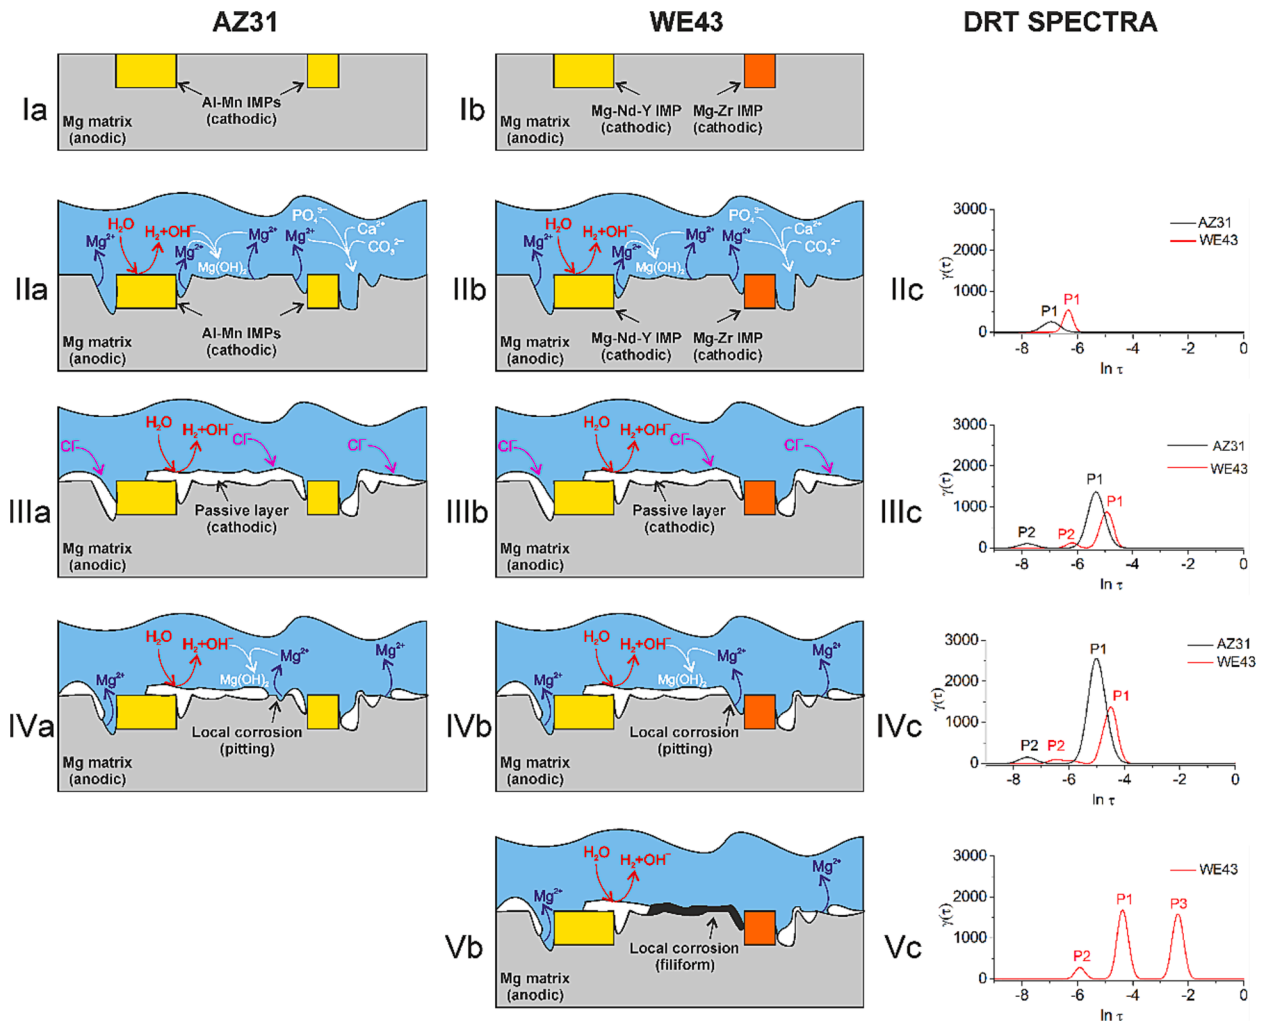 AZ31
WE43
DRT SPECTRA
Ia
Al-Mn IMPs
(cathodic)
Mg matrix
(anodic)
Ib
Mg-Nd-Y IMP
(cathodic)
Mg-Zr IMP
(cathodic)
Mg matrix
(anodic)
IIa
Mg²⁺
H₂O
H₂+OH⁻
Mg²⁺
Mg(OH)₂
Mg²⁺
Mg²⁺
PO₄³⁻
Ca²⁺
CO₃²⁻
Al-Mn IMPs
(cathodic)
Mg matrix
(anodic)
IIb
Mg²⁺
H₂O
H₂+OH⁻
Mg²⁺
Mg(OH)₂
Mg²⁺
Mg²⁺
PO₄³⁻
Ca²⁺
CO₃²⁻
Mg-Nd-Y IMP
(cathodic)
Mg-Zr IMP
(cathodic)
Mg matrix
(anodic)
IIc
3000
2000
1000
0
γ(τ)
AZ31
WE43
P1
P1
-8 -6 -4 -2 0
ln τ
IIIa
Cl⁻
H₂O
H₂+OH⁻
Cl⁻
Cl⁻
Passive layer
(cathodic)
Mg matrix
(anodic)
IIIb
Cl⁻
H₂O
H₂+OH⁻
Cl⁻
Cl⁻
Passive layer
(cathodic)
Mg matrix
(anodic)
IIIc
3000
2000
1000
0
γ(τ)
AZ31
WE43
P1
P1
P2
P2
-8 -6 -4 -2 0
ln τ
IVa
Mg²⁺
H₂O
H₂+OH⁻
Mg(OH)₂
Mg²⁺
Mg²⁺
Local corrosion
(pitting)
Mg matrix
(anodic)
IVb
Mg²⁺
H₂O
H₂+OH⁻
Mg(OH)₂
Mg²⁺
Mg²⁺
Local corrosion
(pitting)
Mg matrix
(anodic)
IVc
3000
2000
1000
0
γ(τ)
AZ31
WE43
P1
P1
P2
P2
-8 -6 -4 -2 0
ln τ
Vb
Mg²⁺
H₂O
H₂+OH⁻
Mg²⁺
Local corrosion
(filiform)
Mg matrix
(anodic)
Vc
3000
2000
1000
0
γ(τ)
WE43
P1
P3
P2
-8 -6 -4 -2 0
ln τ